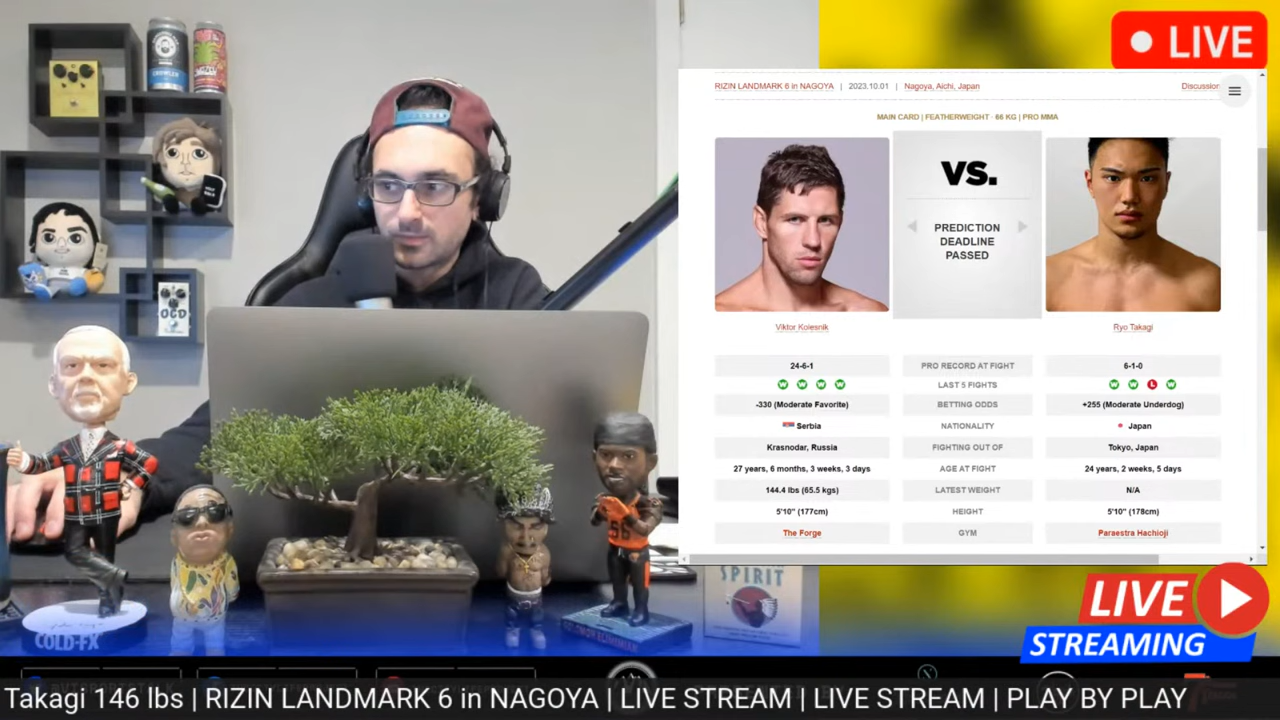 LIVE
RIZIN LANDMARK 6 in NAGOYA | 2023.10.01 | Nagoya, Aichi, Japan
Discussion
MAIN CARD | FEATHERWEIGHT · 66 KG | PRO MMA
VS.
PREDICTION
DEADLINE
PASSED
Viktor Kolesnik
Ryo Takagi
24-6-1 PRO RECORD AT FIGHT 6-1-0
W W W W LAST 5 FIGHTS W W L W
-330 (Moderate Favorite) BETTING ODDS +255 (Moderate Underdog)
Serbia NATIONALITY Japan
Krasnodar, Russia FIGHTING OUT OF Tokyo, Japan
27 years, 6 months, 3 weeks, 3 days AGE AT FIGHT 24 years, 2 weeks, 5 days
144.4 lbs (65.5 kgs) LATEST WEIGHT N/A
5'10" (177cm) HEIGHT 5'10" (178cm)
The Forge GYM Paraestra Hachioji
CROWLER
OCD
56
COLD-FX
SPIRIT
LIVE
STREAMING
Takagi 146 lbs | RIZIN LANDMARK 6 in NAGOYA | LIVE STREAM | LIVE STREAM | PLAY BY PLAY